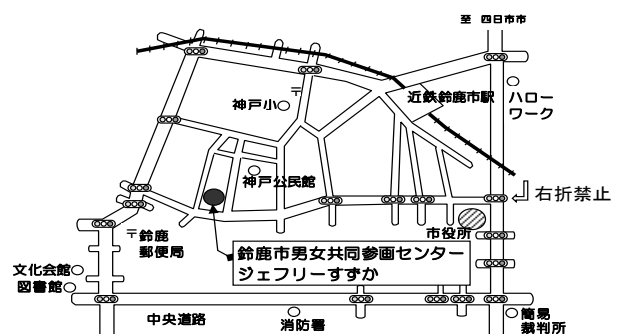 至 四日市市
近鉄鈴鹿市駅
ハロー
ワーク
〒
神戸小
神戸公民館
右折禁止
市役所
〒鈴鹿
郵便局
鈴鹿市男女共同参画センター
ジェフリーすずか
文化会館
図書館
中央道路
消防署
簡易
裁判所